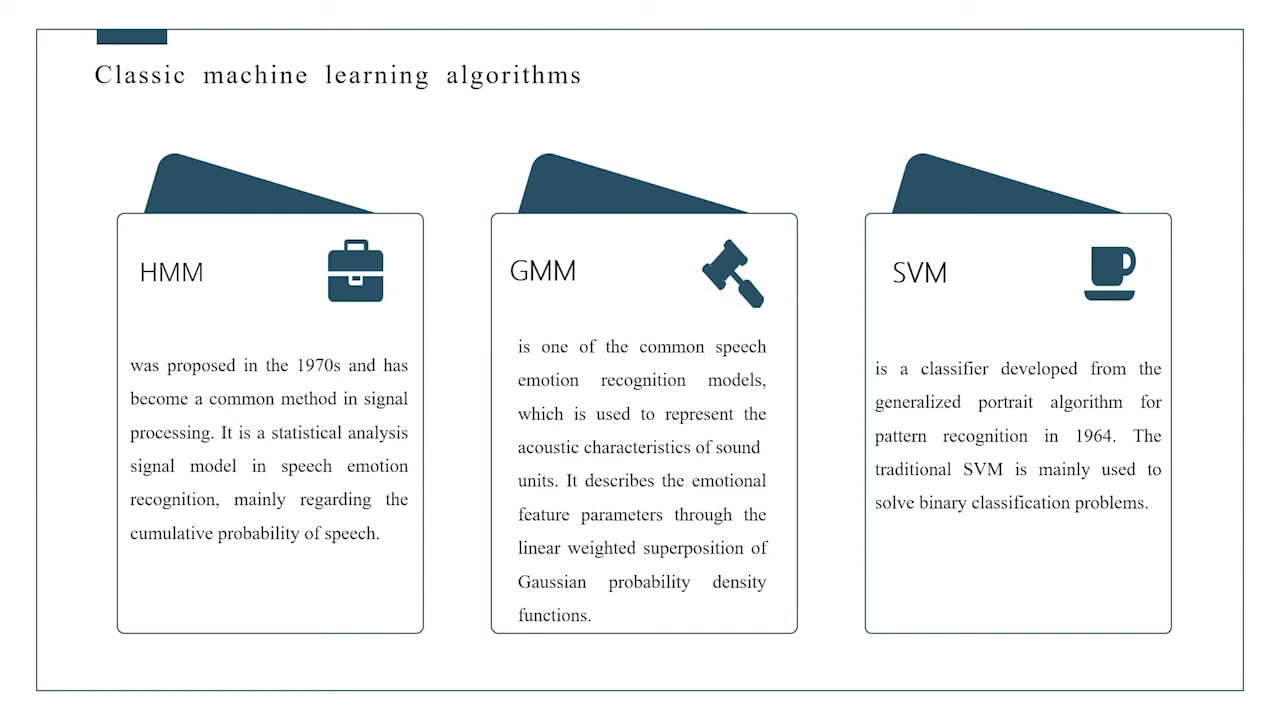 Classic machine learning algorithms
HMM
was proposed in the 1970s and has
become a common method in signal
processing. It is a statistical analysis
signal model in speech emotion
recognition, mainly regarding the
cumulative probability of speech.
GMM
is one of the common speech
emotion recognition models,
which is used to represent the
acoustic characteristics of sound
units. It describes the emotional
feature parameters through the
linear weighted superposition of
Gaussian probability density
functions.
SVM
is a classifier developed from the
generalized portrait algorithm for
pattern recognition in 1964. The
traditional SVM is mainly used to
solve binary classification problems.